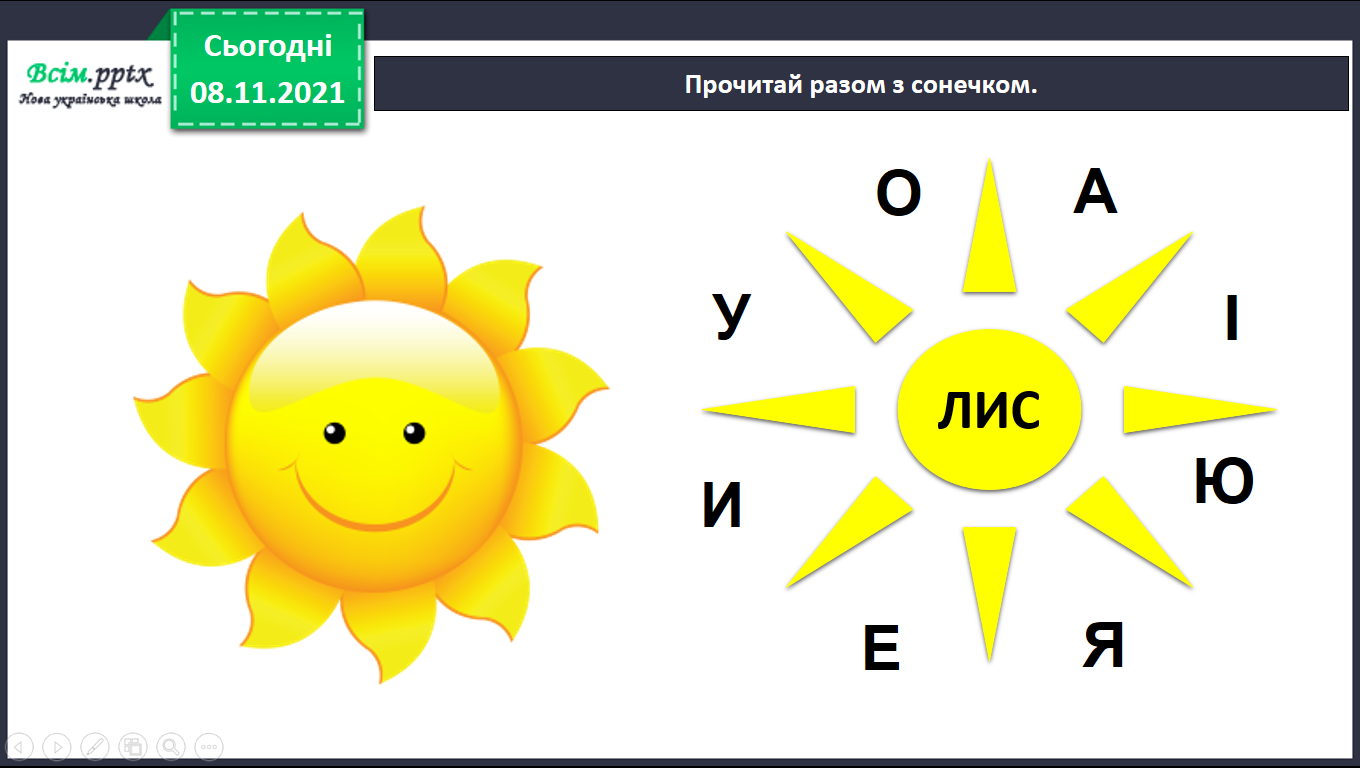 Сьогодні
08.11.2021
Всім.pptx
Нова українська школа
Прочитай разом з сонечком.
О А
У І
ЛИС
И Ю
Е Я